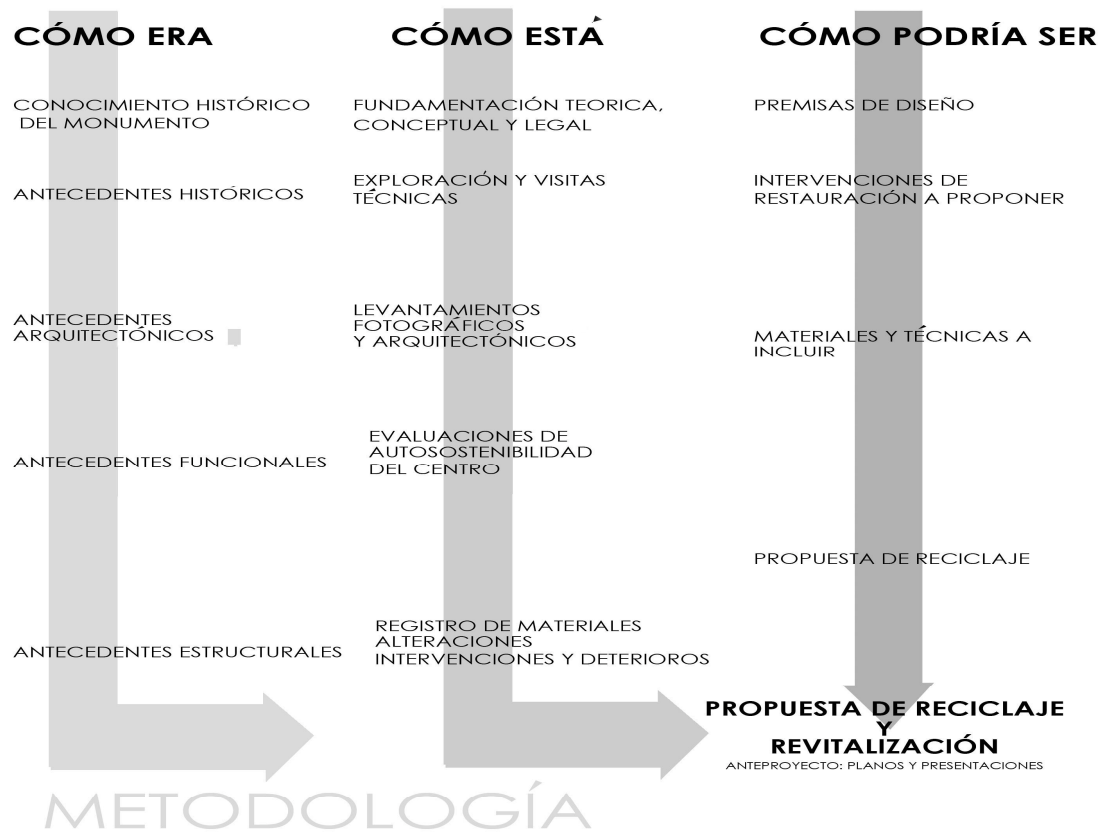 CÓMO ERA
CONOCIMIENTO HISTÓRICO
DEL MONUMENTO
ANTECEDENTES HISTÓRICOS
ANTECEDENTES
ARQUITECTÓNICOS
ANTECEDENTES FUNCIONALES
ANTECEDENTES ESTRUCTURALES
CÓMO ESTÁ
FUNDAMENTACIÓN TEORICA,
CONCEPTUAL Y LEGAL
EXPLORACIÓN Y VISITAS
TÉCNICAS
LEVANTAMIENTOS
FOTOGRÁFICOS
Y ARQUITECTÓNICOS
EVALUACIONES DE
AUTOSOSTENIBILIDAD
DEL CENTRO
REGISTRO DE MATERIALES
ALTERACIONES
INTERVENCIONES Y DETERIOROS
CÓMO PODRÍA SER
PREMISAS DE DISEÑO
INTERVENCIONES DE
RESTAURACIÓN A PROPONER
MATERIALES Y TÉCNICAS A
INCLUIR
PROPUESTA DE RECICLAJE
PROPUESTA DE RECICLAJE
Y
REVITALIZACIÓN
ANTEPROYECTO: PLANOS Y PRESENTACIONES
METODOLOGÍA